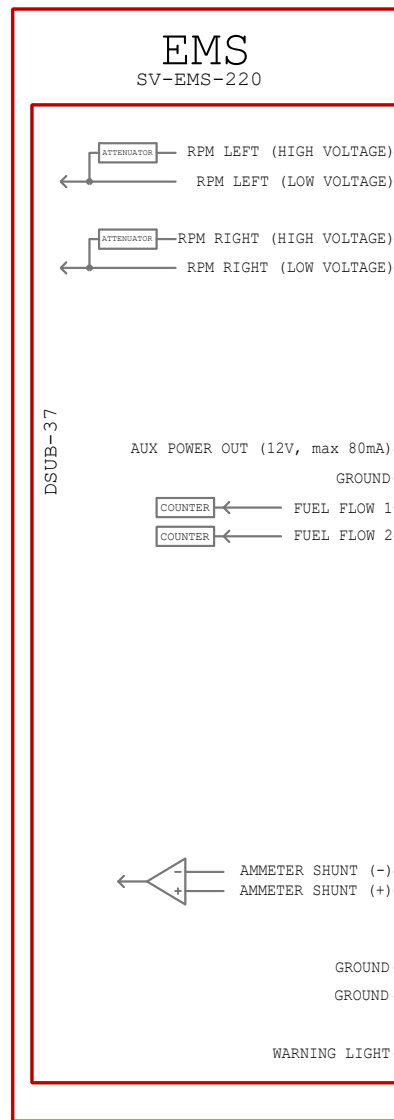 EMS
SV-EMS-220
ATTENUATOR RPM LEFT (HIGH VOLTAGE)
RPM LEFT (LOW VOLTAGE)
ATTENUATOR RPM RIGHT (HIGH VOLTAGE)
RPM RIGHT (LOW VOLTAGE)
DSUB-37
AUX POWER OUT (12V, max 80mA)
GROUND
COUNTER FUEL FLOW 1
COUNTER FUEL FLOW 2
- AMMETER SHUNT (-)
+ AMMETER SHUNT (+)
GROUND
GROUND
WARNING LIGHT